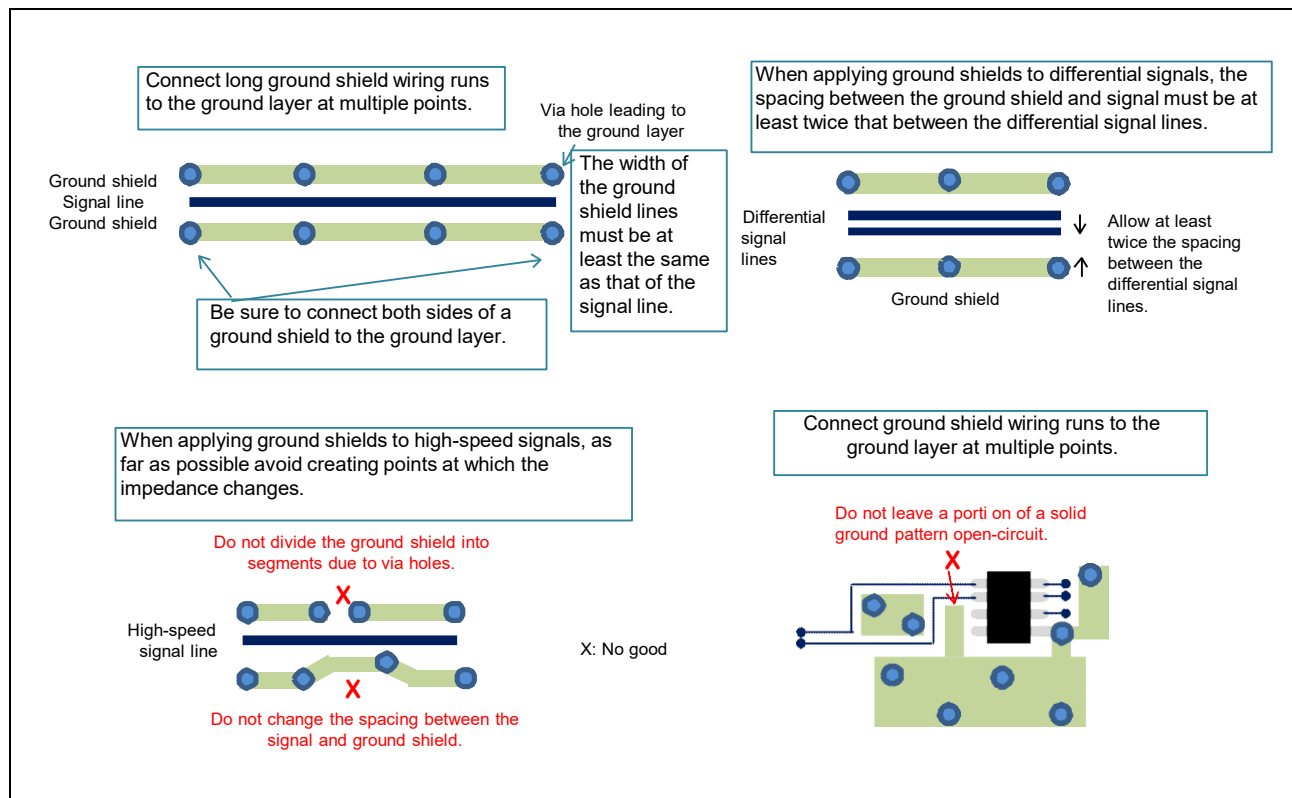 Connect long ground shield wiring runs
to the ground layer at multiple points.
Via hole leading to
the ground layer
Ground shield
Signal line
Ground shield
The width of
the ground
shield lines
must be at
least the same
as that of the
signal line.
Be sure to connect both sides of a
ground shield to the ground layer.
When applying ground shields to differential signals, the
spacing between the ground shield and signal must be at
least twice that between the differential signal lines.
Differential
signal
lines
Allow at least
twice the spacing
between the
differential signal
lines.
Ground shield
When applying ground shields to high-speed signals, as
far as possible avoid creating points at which the
impedance changes.
Do not divide the ground shield into
segments due to via holes.
X
High-speed
signal line
X
Do not change the spacing between the
signal and ground shield.
X: No good
Connect ground shield wiring runs to the
ground layer at multiple points.
Do not leave a porti on of a solid
ground pattern open-circuit.
X